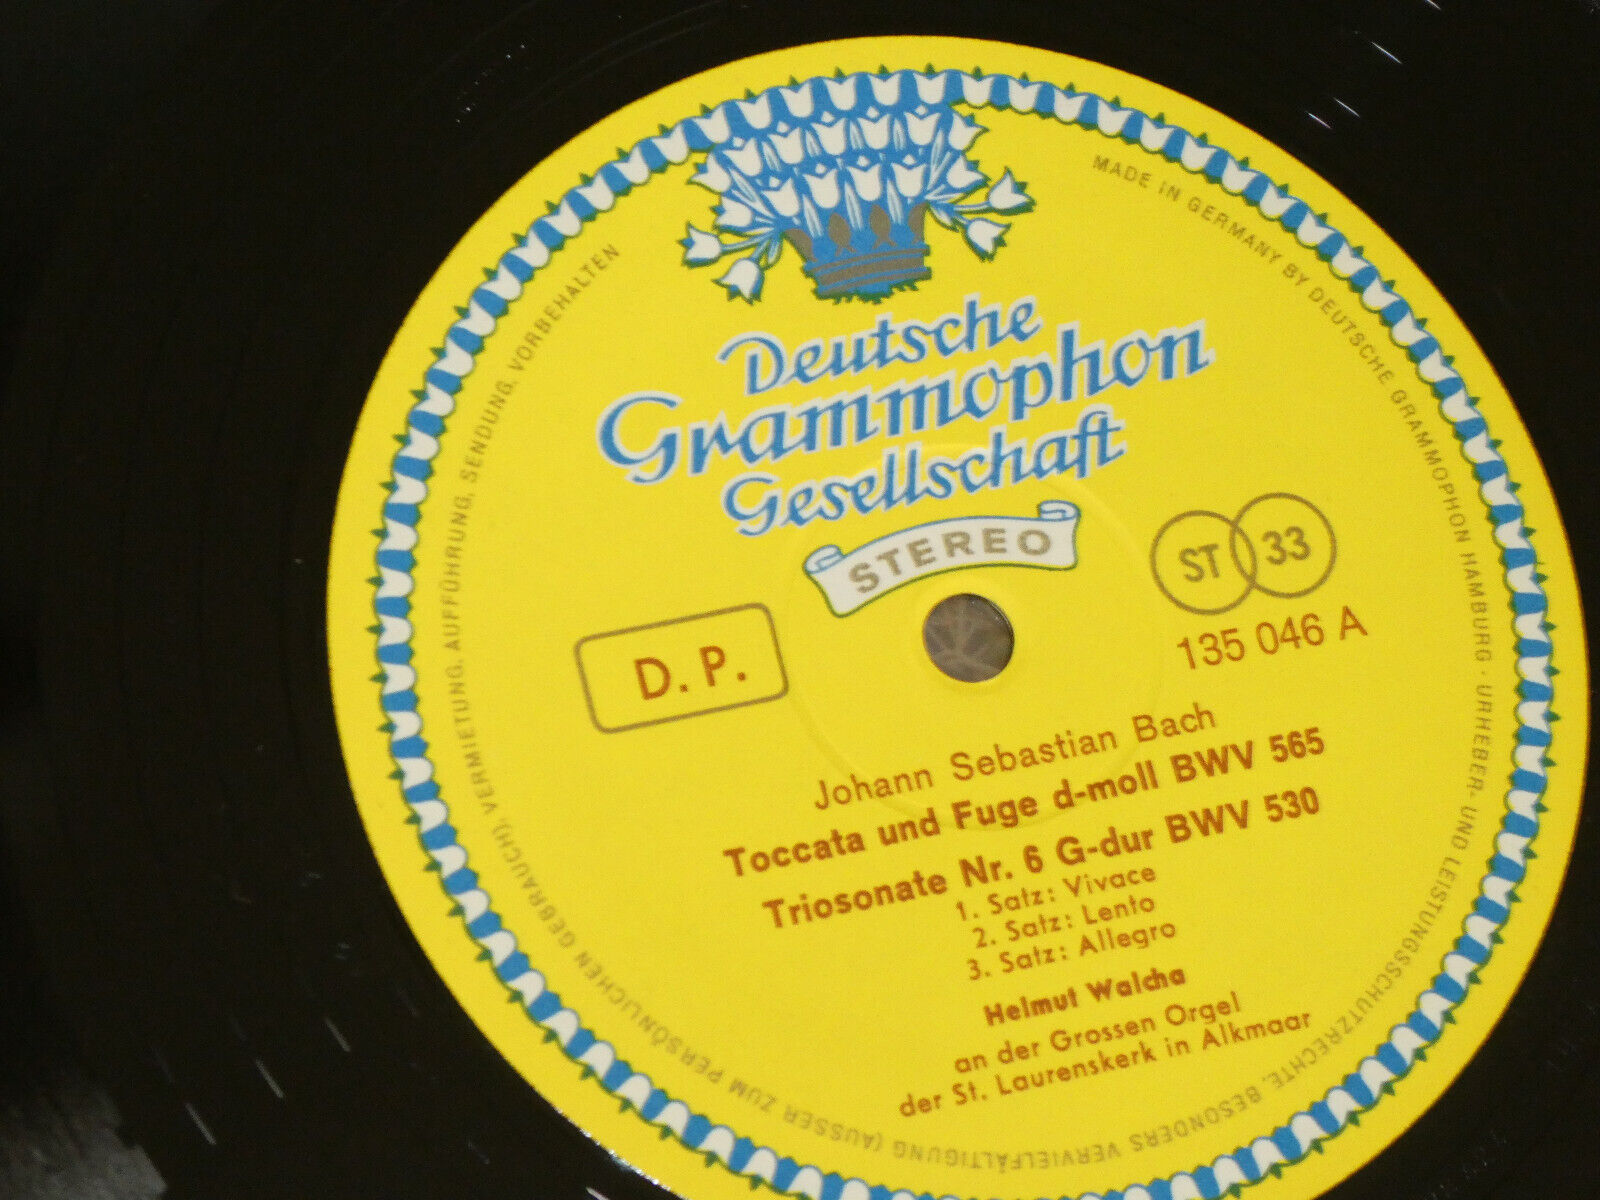 Deutsche
Grammophon
Gesellschaft
STEREO
ST 33
D. P.
135 046 A
Johann Sebastian Bach
Toccata und Fuge d-moll BWV 565
Triosonate Nr. 6 G-dur BWV 530
1. Satz: Vivace
2. Satz: Lento
3. Satz: Allegro
Helmut Walcha
an der Grossen Orgel
der St. Laurenskerk in Alkmaar
MADE IN GERMANY BY DEUTSCHE GRAMMOPHON HAMBURG · URHEBER- UND LEISTUNGSSCHUTZRECHTE, BESONDERS VERVIELFÄLTIGUNG (AUSSER ZUM PERSÖNLICHEN GEBRAUCH), VERMIETUNG, AUFFÜHRUNG, SENDUNG, VORBEHALTEN